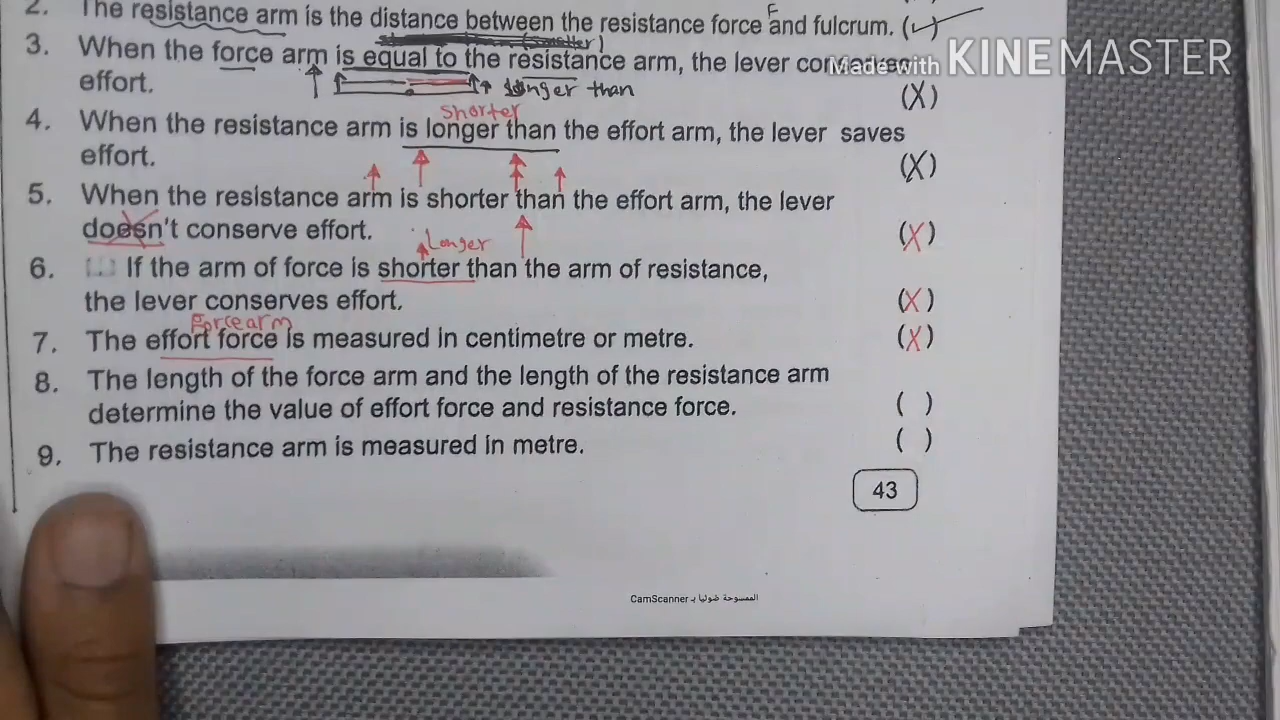 2. The resistance arm is the distance between the resistance force and fulcrum. (✓)
F
(smaller)
3. When the force arm is equal to the resistance arm, the lever conserves
Made with KINEMASTER
effort. (X)
longer than
shorter
4. When the resistance arm is longer than the effort arm, the lever saves
effort. (X)
5. When the resistance arm is shorter than the effort arm, the lever
doesn't conserve effort. (X)
Longer
6. If the arm of force is shorter than the arm of resistance,
the lever conserves effort. (X)
Force arm
7. The effort force is measured in centimetre or metre. (X)
8. The length of the force arm and the length of the resistance arm
determine the value of effort force and resistance force. ( )
9. The resistance arm is measured in metre. ( )
43
الممسوحة ضوئيا بـ CamScanner